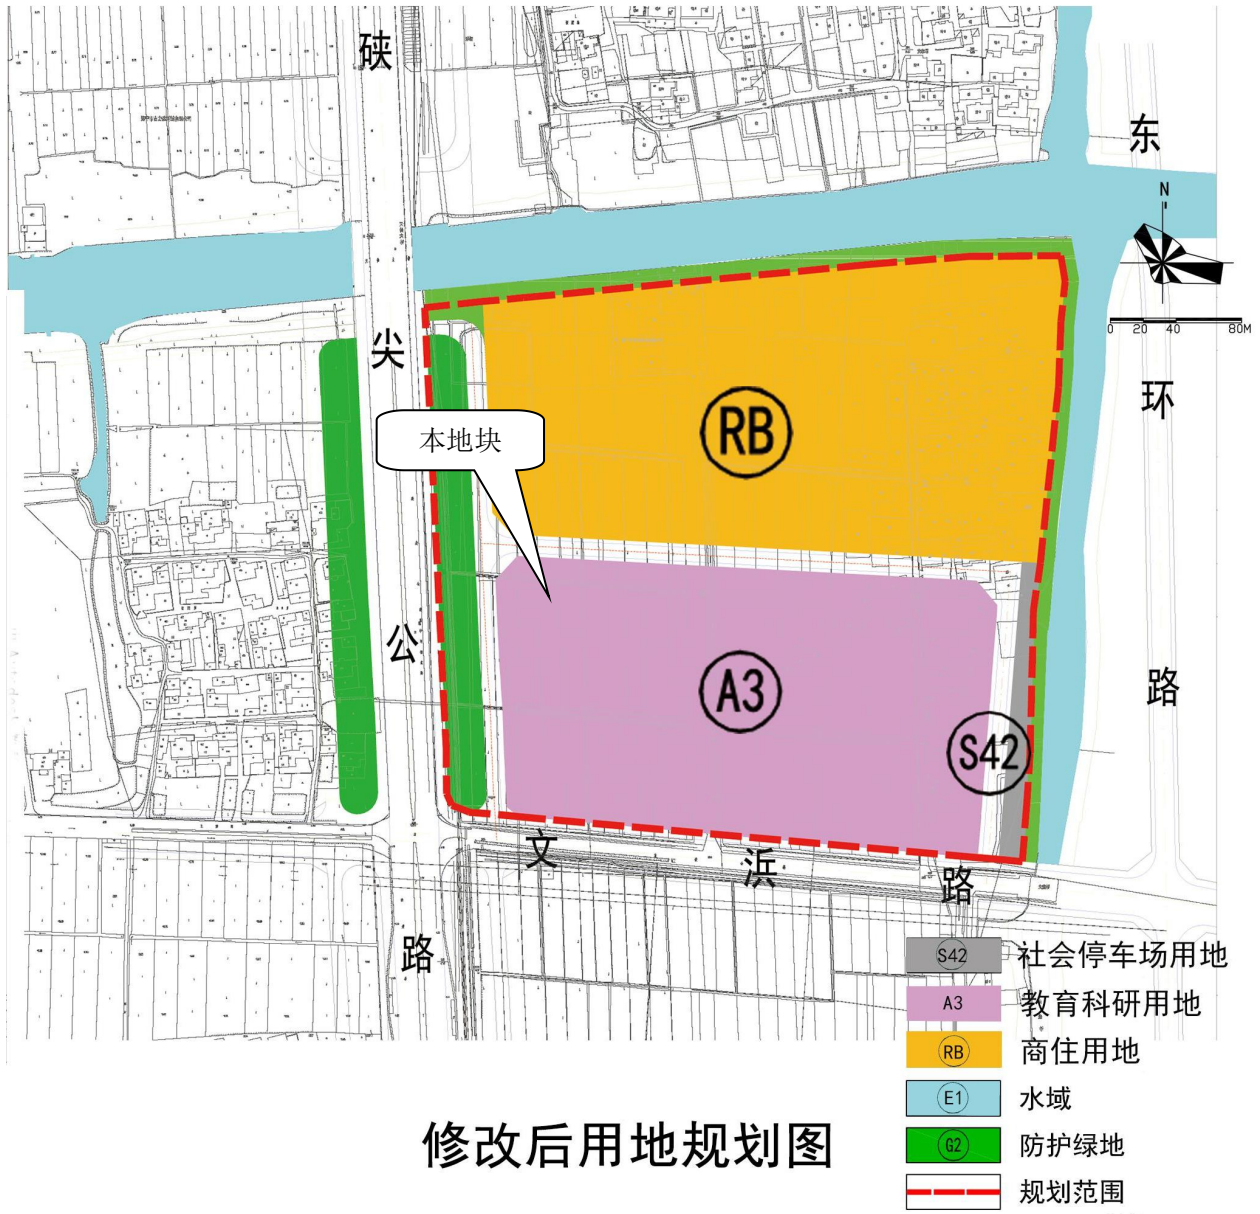 硖
尖
公
路
东
环
路
N
0 20 40 80M
本地块
RB
A3
S42
文
浜
路
S42 社会停车场用地
A3 教育科研用地
RB 商住用地
E1 水域
G2 防护绿地
规划范围
修改后用地规划图